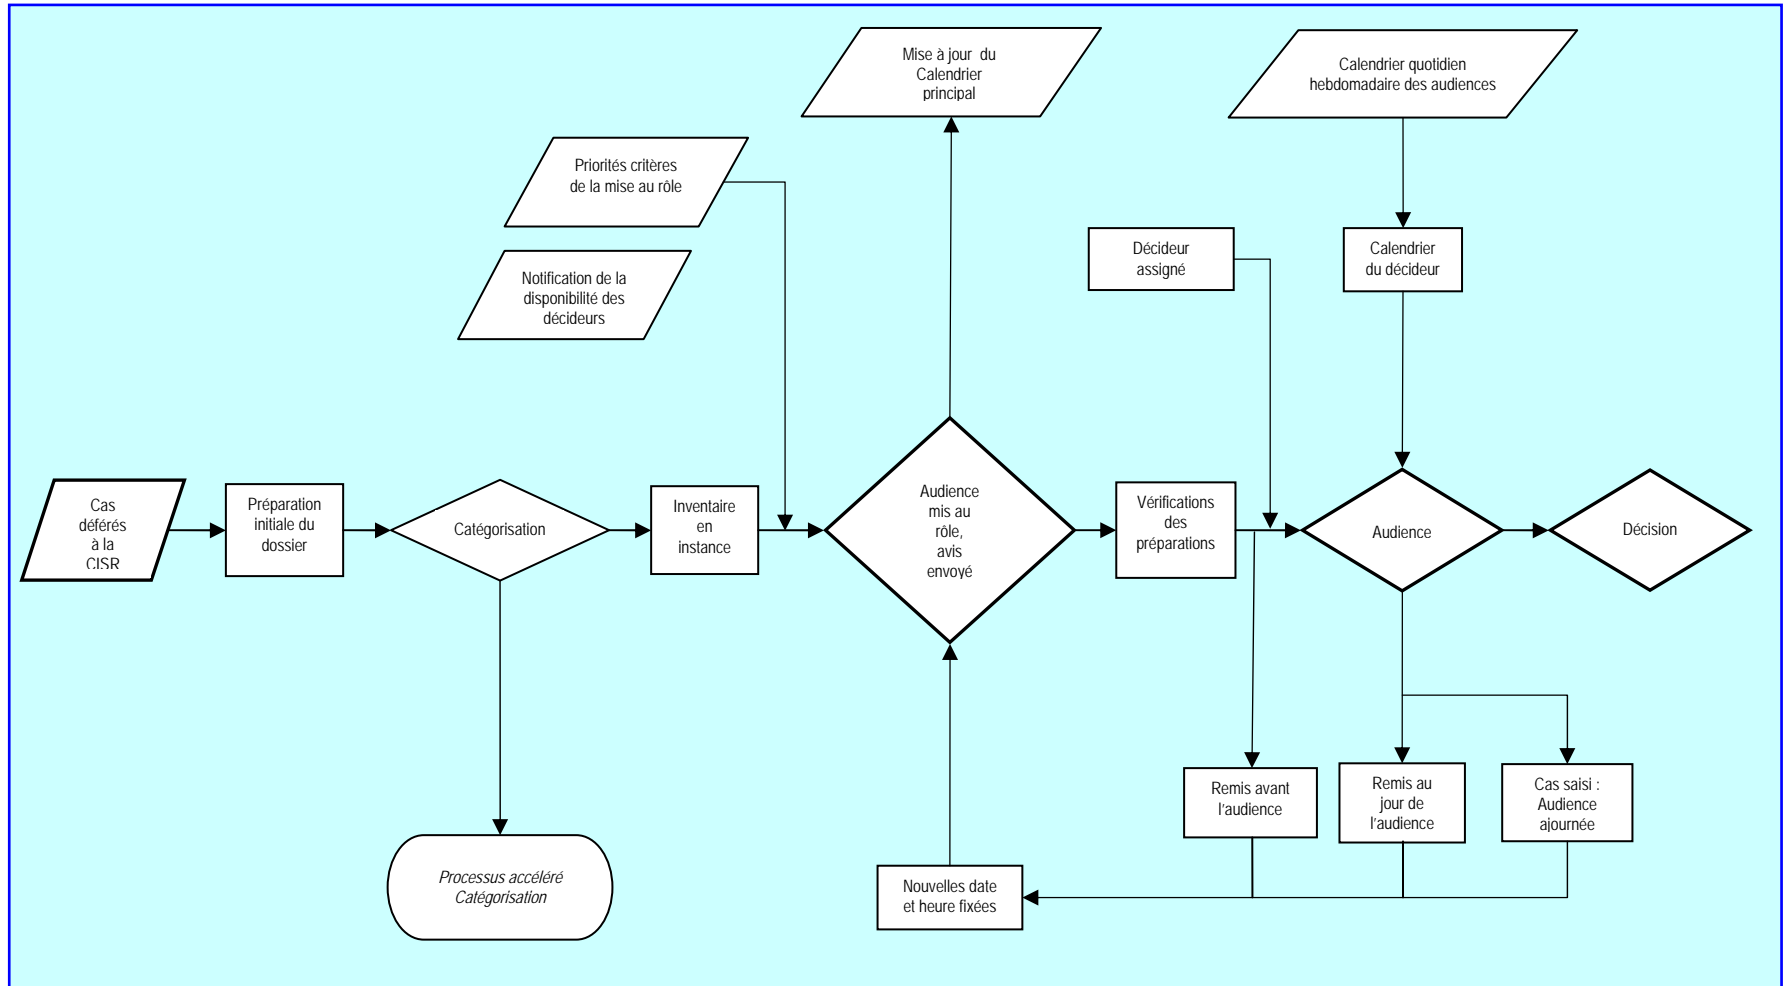 Mise à jour du
Calendrier
principal
Calendrier quotidien
hebdomadaire des audiences
Priorités critères
de la mise au rôle
Notification de la
disponibilité des
décideurs
Décideur
assigné
Calendrier
du décideur
Cas
déférés
à la
CISR
Préparation
initiale du
dossier
Catégorisation
Inventaire
en
instance
Audience
mis au
rôle,
avis
envoyé
Vérifications
des
préparations
Audience
Décision
Remis avant
l'audience
Remis au
jour de
l'audience
Cas saisi :
Audience
ajournée
Processus accéléré
Catégorisation
Nouvelles date
et heure fixées